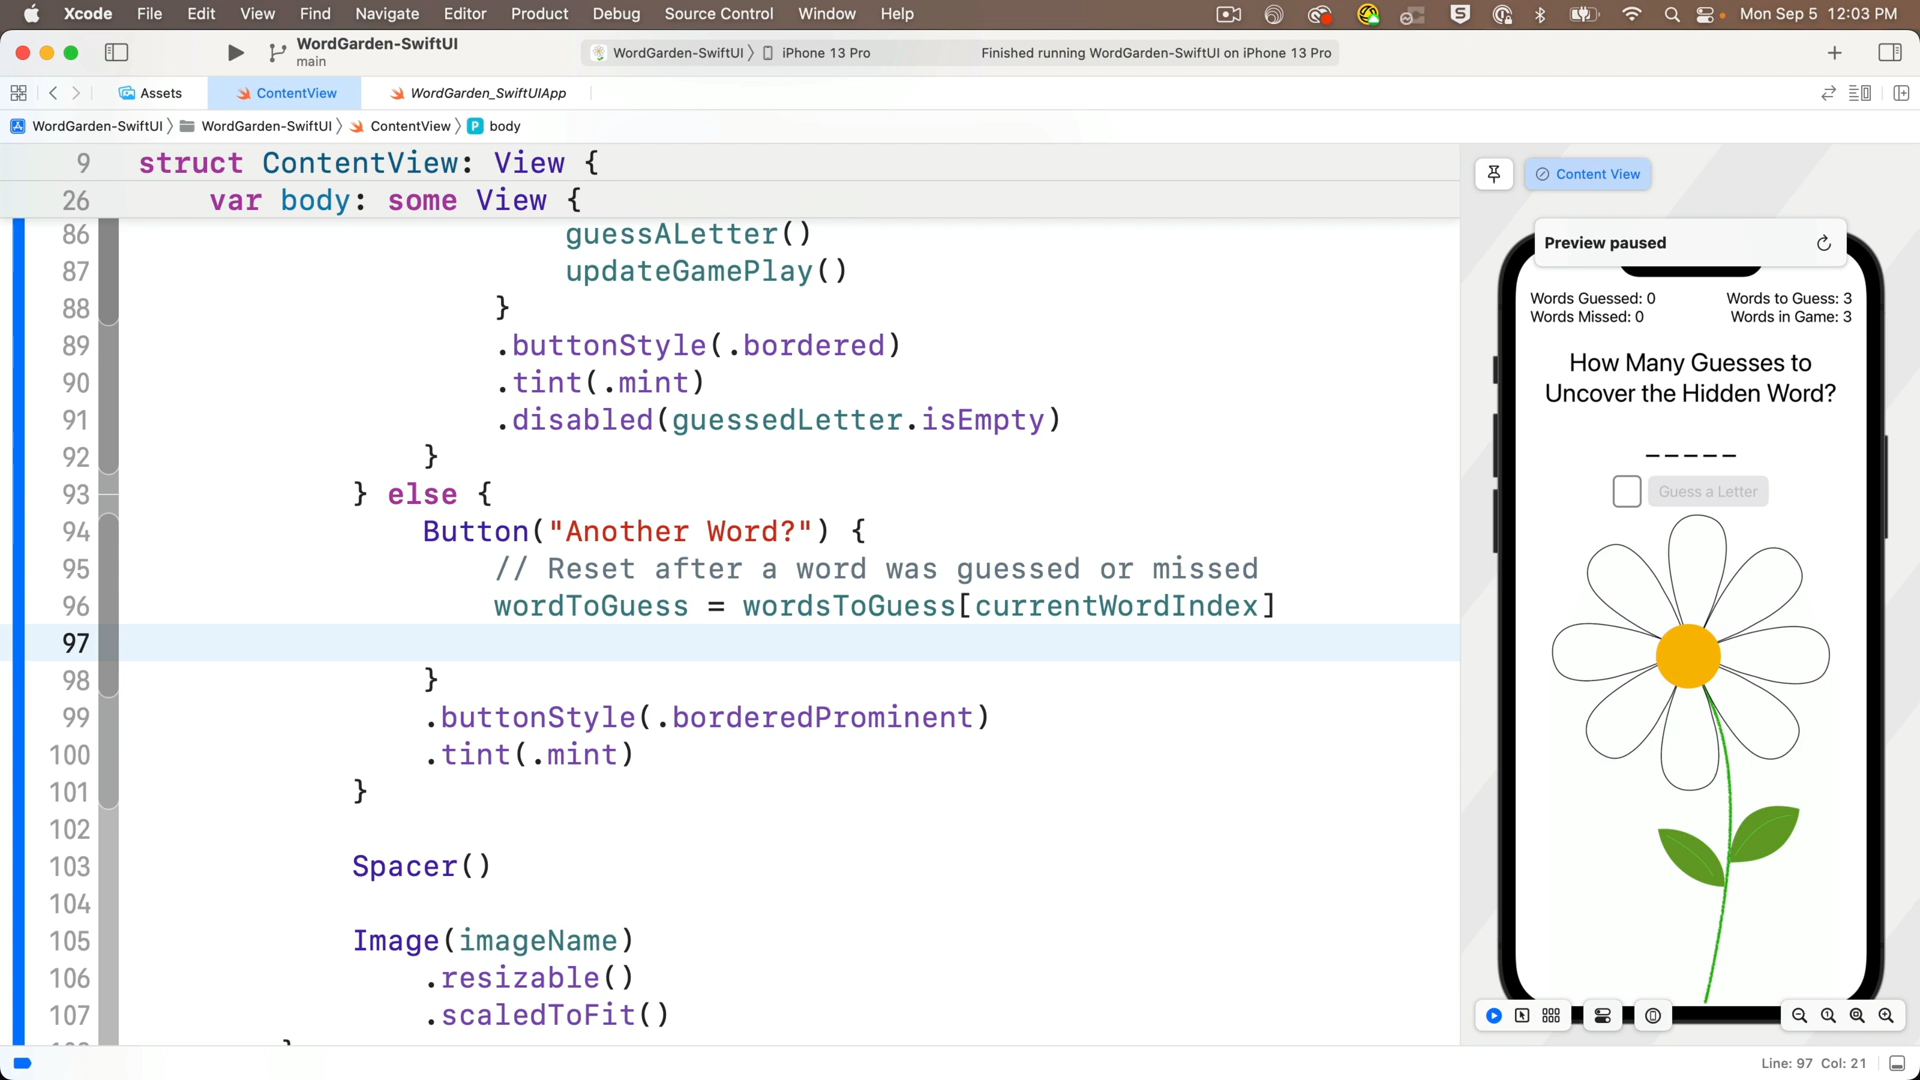 Xcode File Edit View Find Navigate Editor Product Debug Source Control Window Help Mon Sep 5 12:03 PM
WordGarden-SwiftUI
main
WordGarden-SwiftUI iPhone 13 Pro Finished running WordGarden-SwiftUI on iPhone 13 Pro
Assets ContentView WordGarden_SwiftUIApp
WordGarden-SwiftUI WordGarden-SwiftUI ContentView P body
9 struct ContentView: View {
26 var body: some View {
86 guessALetter()
87 updateGamePlay()
88 }
89 .buttonStyle(.bordered)
90 .tint(.mint)
91 .disabled(guessedLetter.isEmpty)
92 }
93 } else {
94 Button("Another Word?") {
95 // Reset after a word was guessed or missed
96 wordToGuess = wordsToGuess[currentWordIndex]
97
98 }
99 .buttonStyle(.borderedProminent)
100 .tint(.mint)
101 }
102
103 Spacer()
104
105 Image(imageName)
106 .resizable()
107 .scaledToFit()
Content View
Preview paused
Words Guessed: 0 Words to Guess: 3
Words Missed: 0 Words in Game: 3
How Many Guesses to
Uncover the Hidden Word?
_ _ _ _ _
Guess a Letter
Line: 97 Col: 21